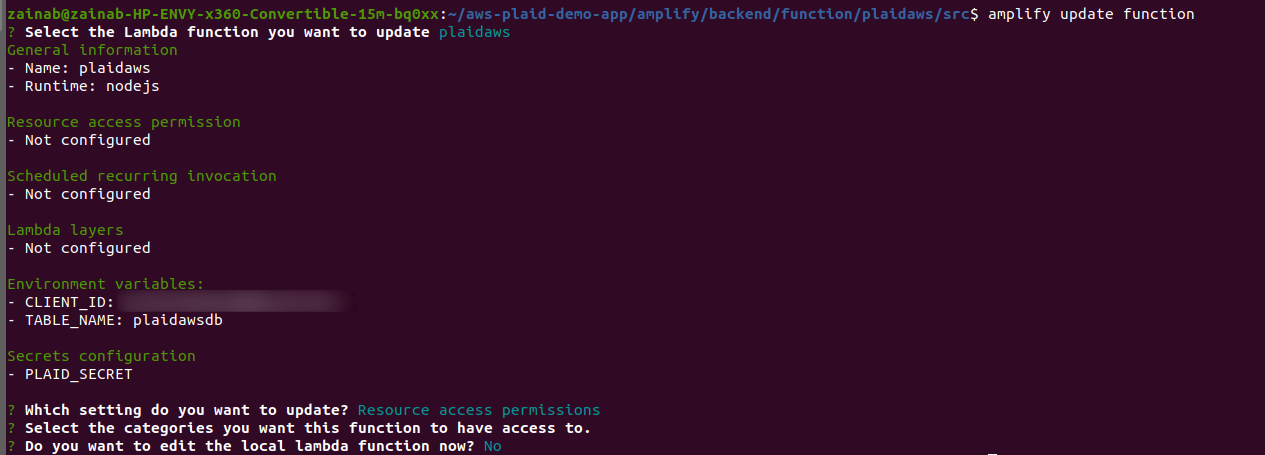 zainab@zainab-HP-ENVY-x360-Convertible-15m-bq0xx:~/aws-plaid-demo-app/amplify/backend/function/plaidaws/src$ amplify update function
? Select the Lambda function you want to update plaidaws
General information
- Name: plaidaws
- Runtime: nodejs
Resource access permission
- Not configured
Scheduled recurring invocation
- Not configured
Lambda layers
- Not configured
Environment variables:
- CLIENT_ID:
- TABLE_NAME: plaidawsdb
Secrets configuration
- PLAID_SECRET
? Which setting do you want to update? Resource access permissions
? Select the categories you want this function to have access to.
? Do you want to edit the local lambda function now? No